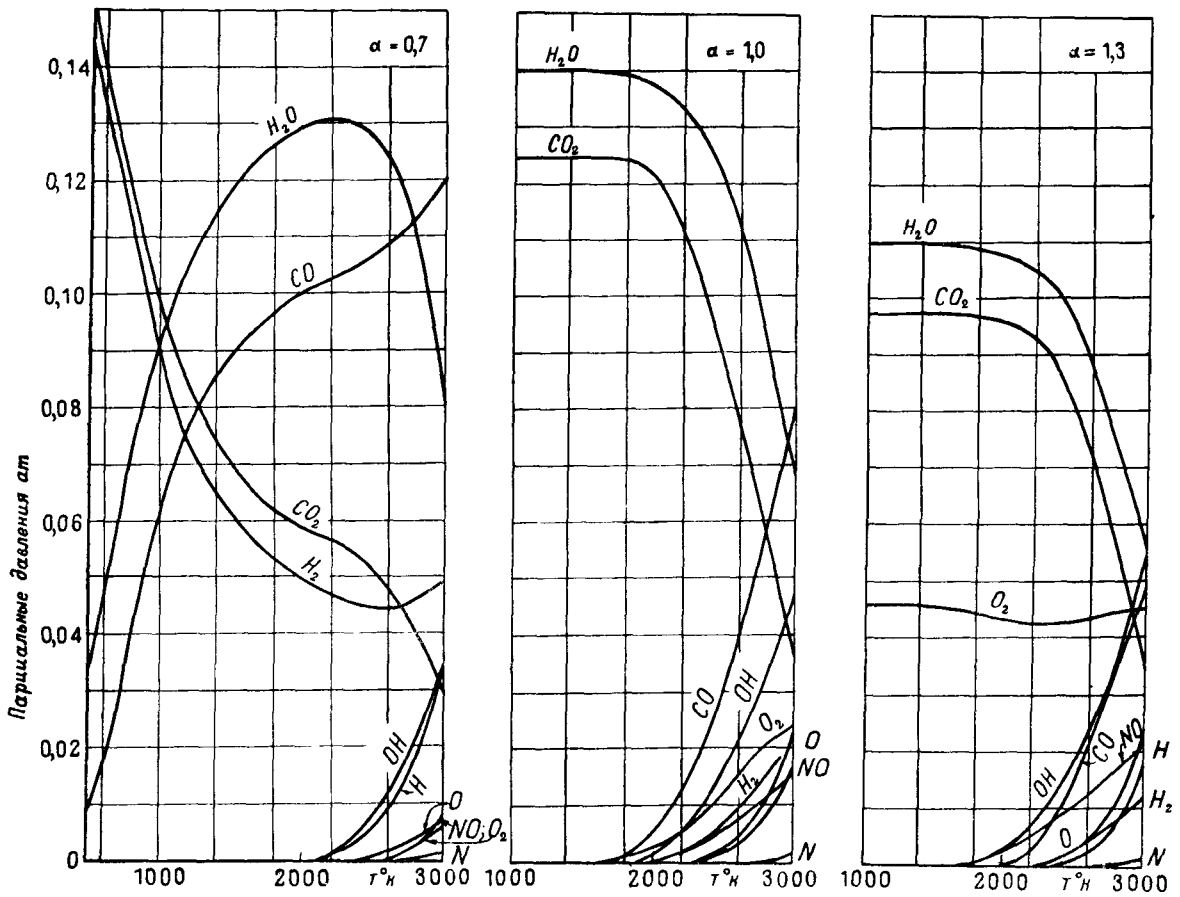 Парциальные давления ат
0,14
0,12
0,10
0,08
0,06
0,04
0,02
0
α = 0,7
H₂O
CO
CO₂
H₂
OH
H
O
NO; O₂
N
1000
2000
T°к
3000
α = 1,0
H₂O
CO₂
CO
OH
O₂
H₂
O
NO
N
1000
2000
T°к
3000
α = 1,3
H₂O
CO₂
O₂
OH
CO
NO
O
H
H₂
N
1000
2000
T°к
3000